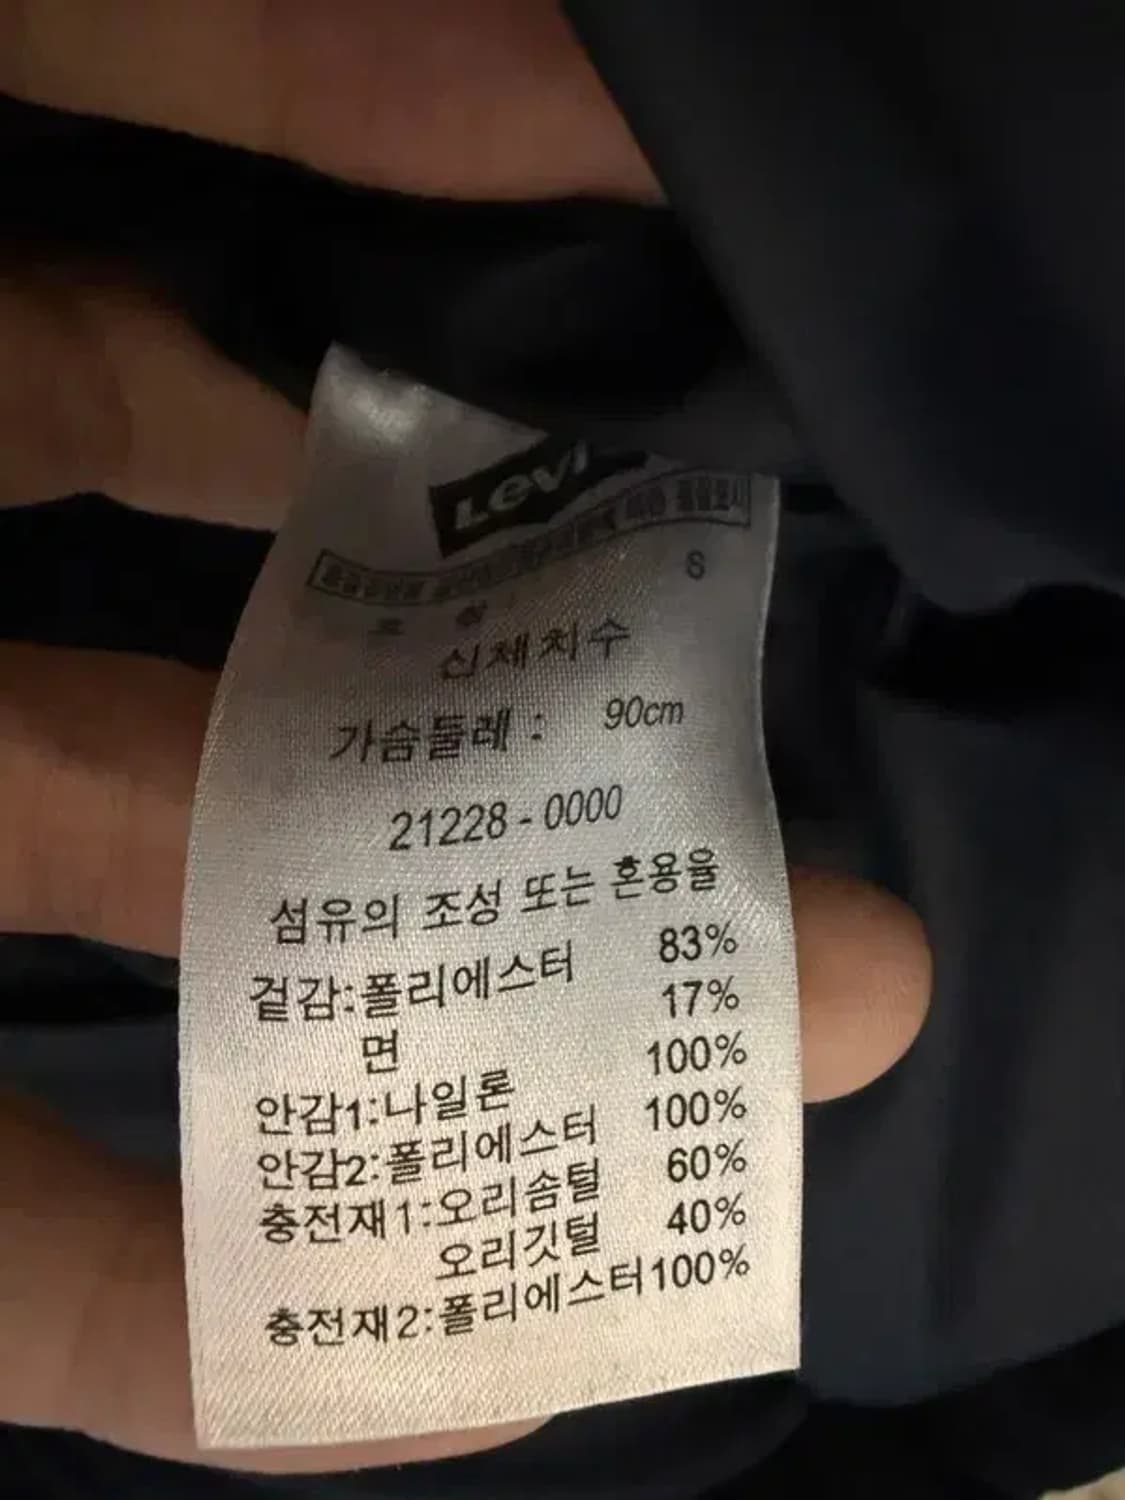 Levi
S
신체치수
가슴둘레 : 90cm
21228-0000
섬유의 조성 또는 혼용율
겉감:폴리에스터 83%
면 17%
안감1:나일론 100%
안감2:폴리에스터 100%
충전재1:오리솜털 60%
오리깃털 40%
충전재2:폴리에스터100%